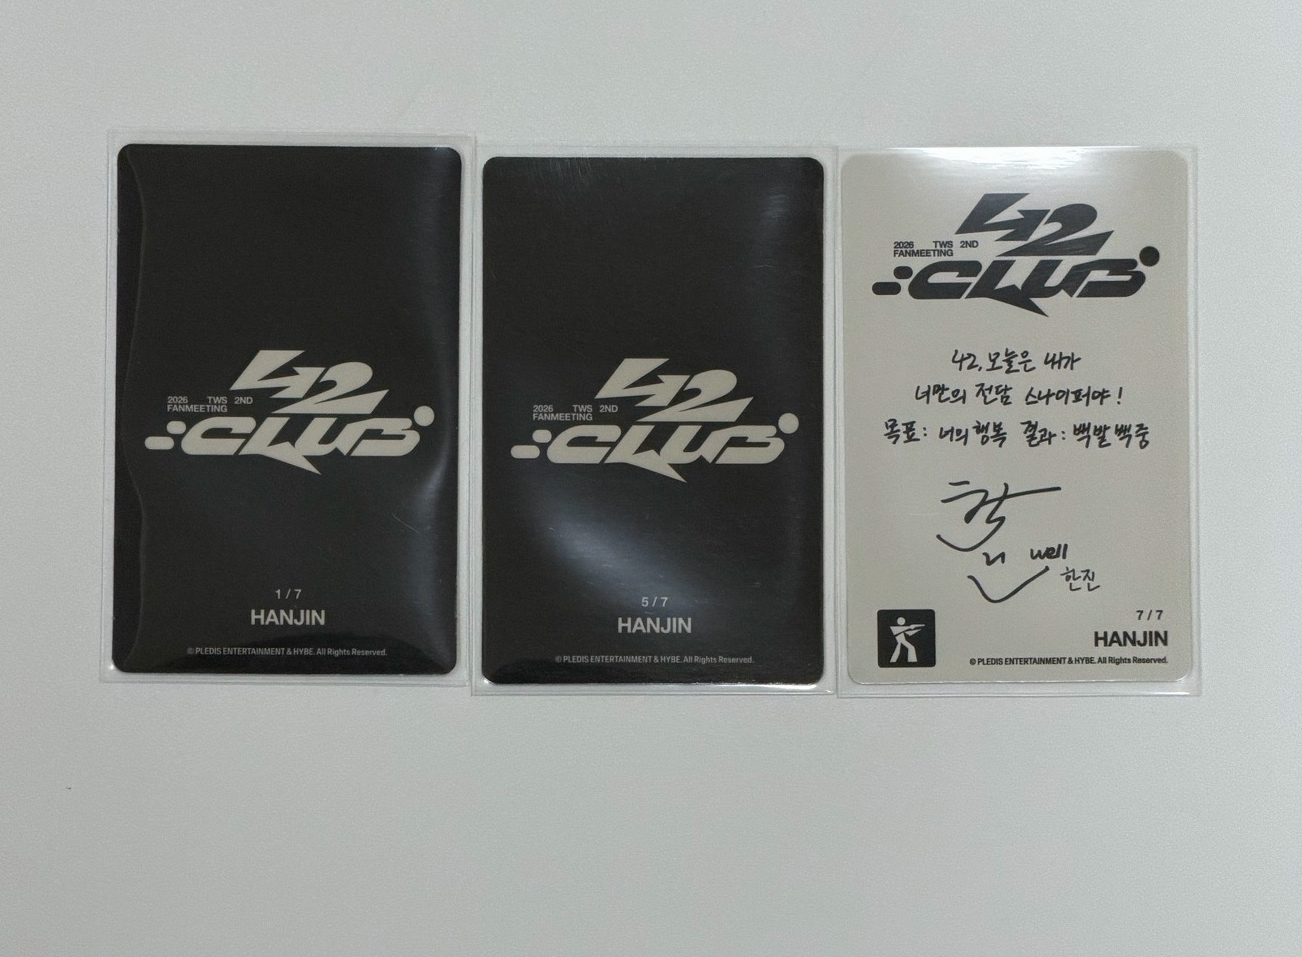 42
2026 TWS 2ND
FANMEETING
:CLUB
1 / 7
HANJIN
© PLEDIS ENTERTAINMENT & HYBE. All Rights Reserved.
42
2026 TWS 2ND
FANMEETING
:CLUB
5 / 7
HANJIN
© PLEDIS ENTERTAINMENT & HYBE. All Rights Reserved.
42
2026 TWS 2ND
FANMEETING
:CLUB
42, 오늘은 내가
너만의 전담 스나이퍼야!
목표: 너의 행복 결과: 백발백중
well
한진
7 / 7
HANJIN
© PLEDIS ENTERTAINMENT & HYBE. All Rights Reserved.